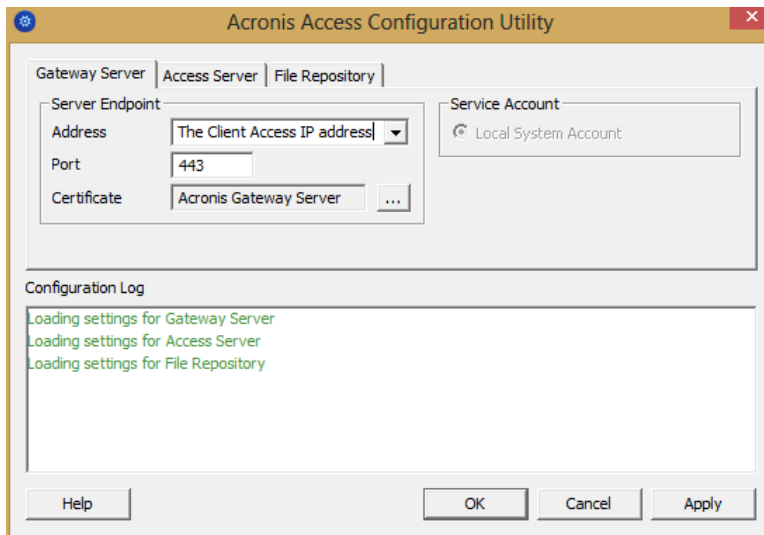 Acronis Access Configuration Utility
Gateway Server Access Server File Repository
Server Endpoint
Address The Client Access IP address
Port 443
Certificate Acronis Gateway Server ...
Service Account
Local System Account
Configuration Log
Loading settings for Gateway Server
Loading settings for Access Server
Loading settings for File Repository
Help OK Cancel Apply